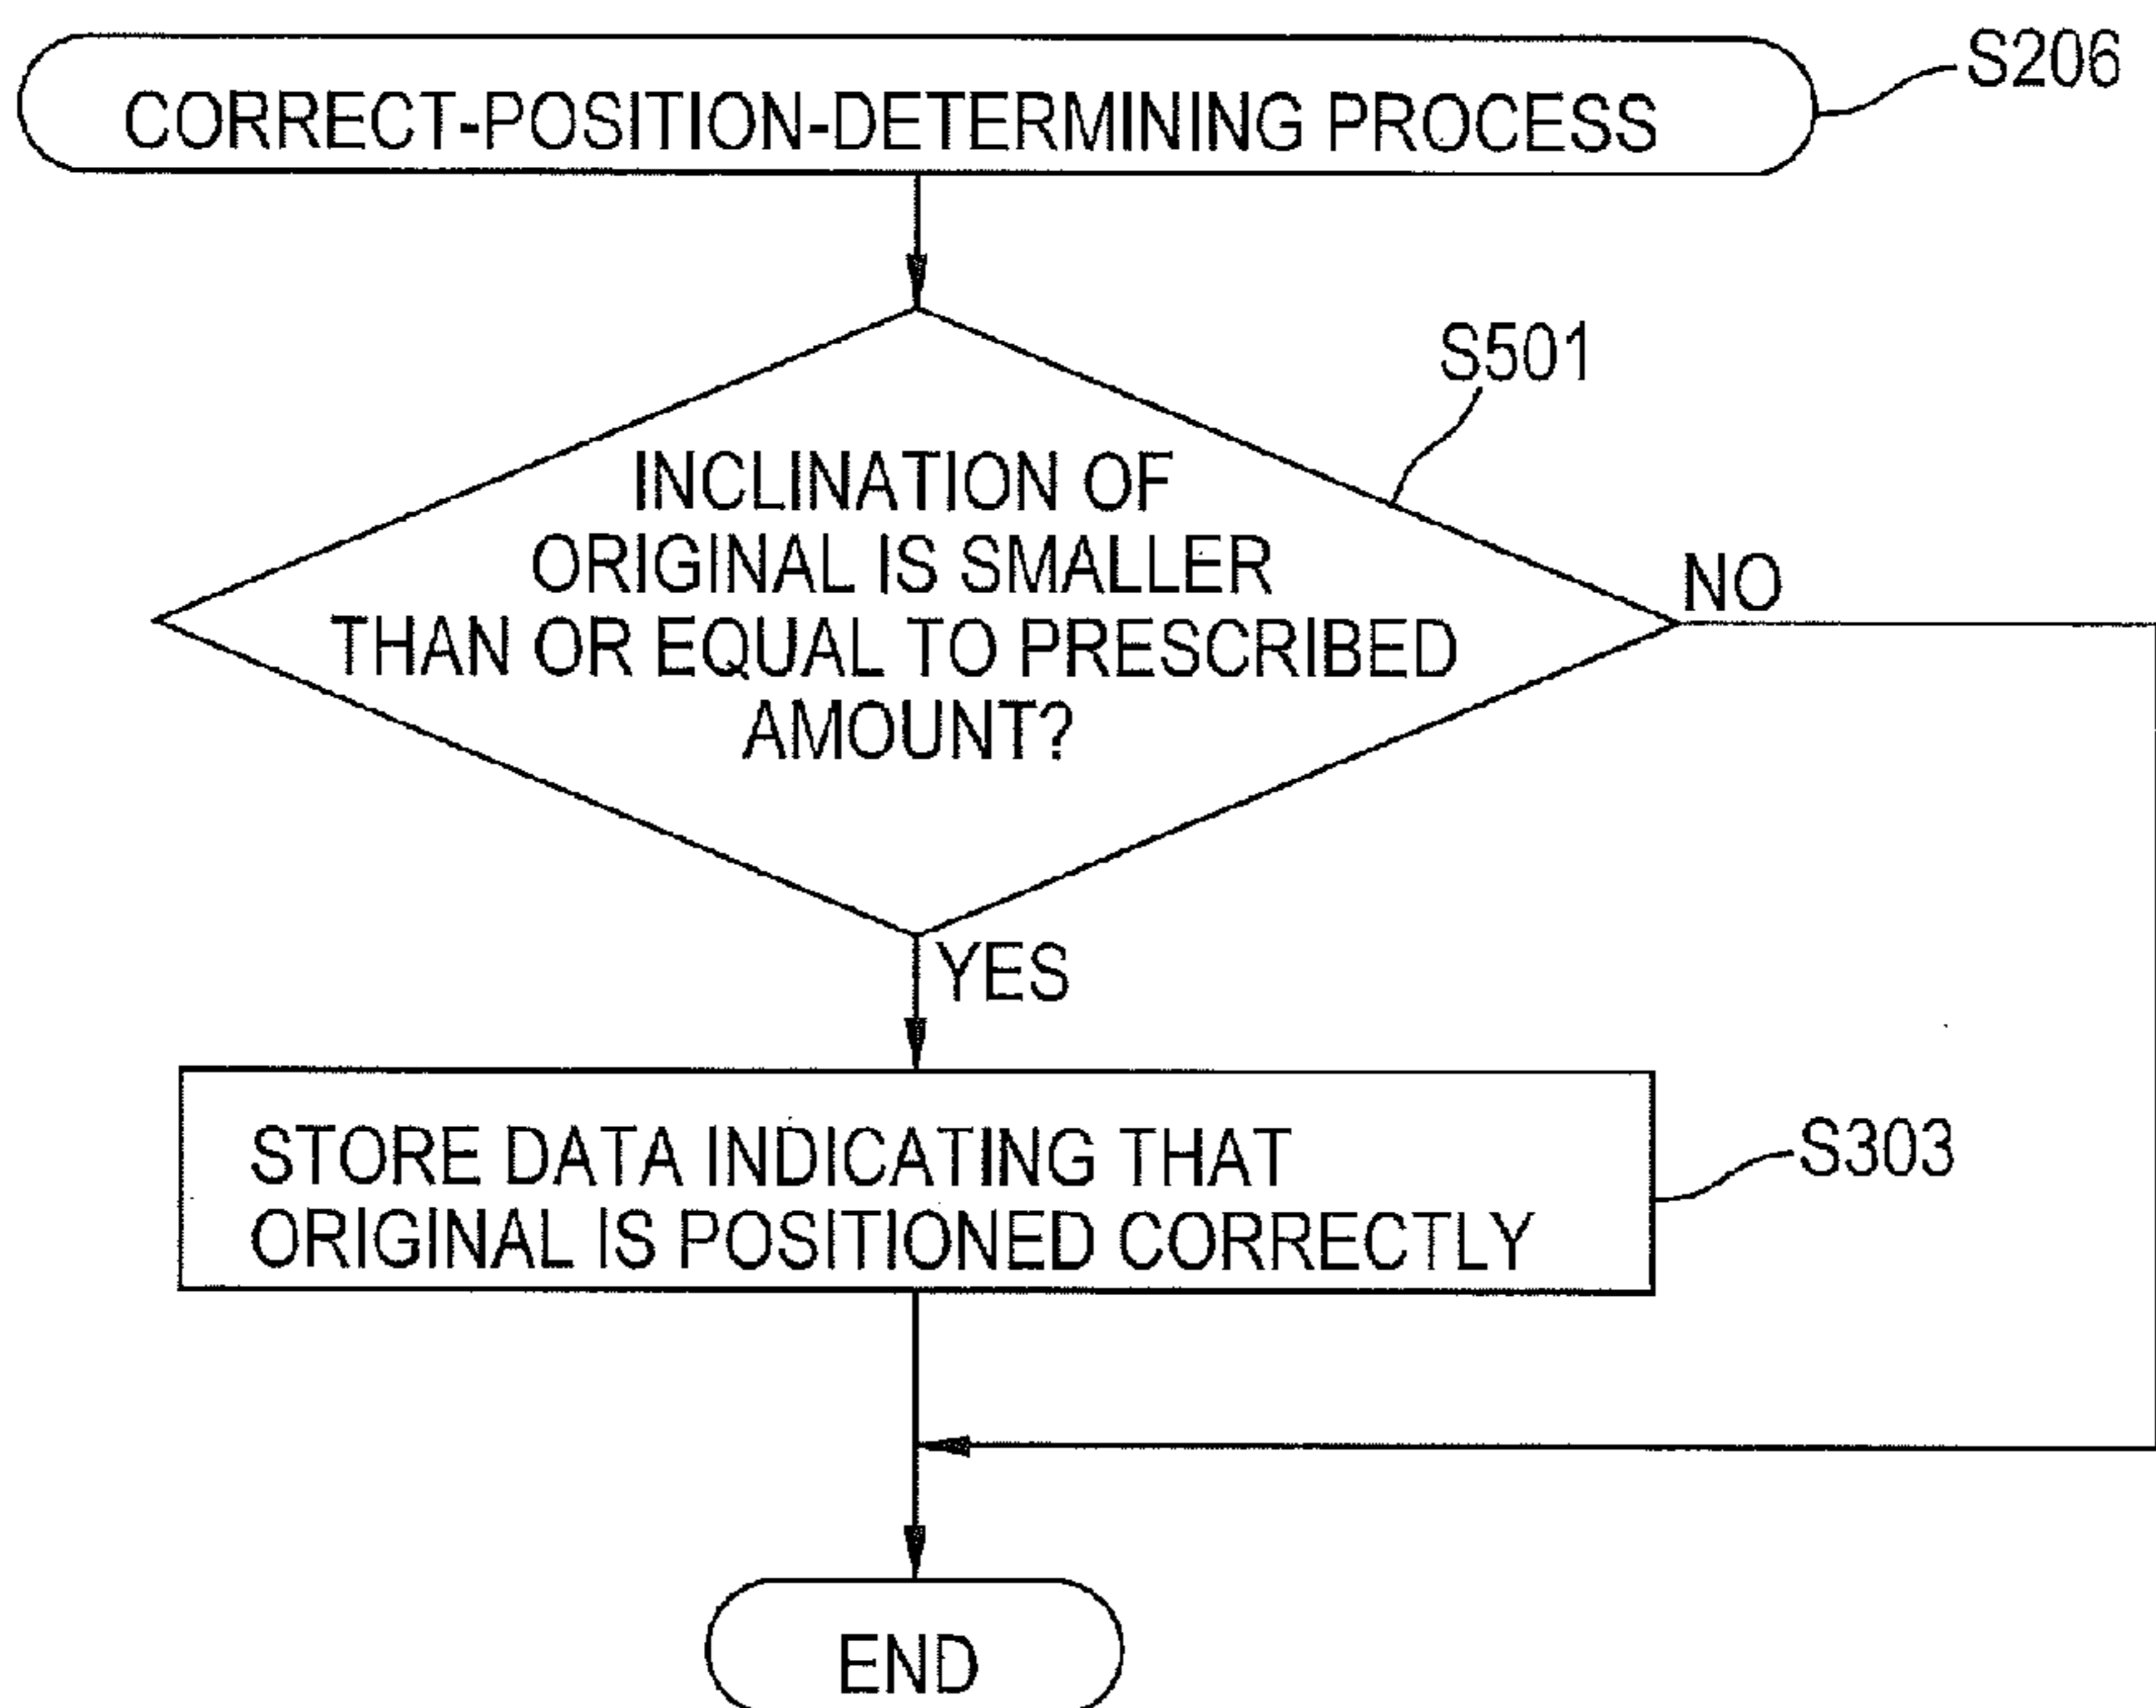 S206
CORRECT-POSITION-DETERMINING PROCESS
S501
INCLINATION OF
ORIGINAL IS SMALLER
THAN OR EQUAL TO PRESCRIBED
AMOUNT?
NO
YES
STORE DATA INDICATING THAT
ORIGINAL IS POSITIONED CORRECTLY
S303
END